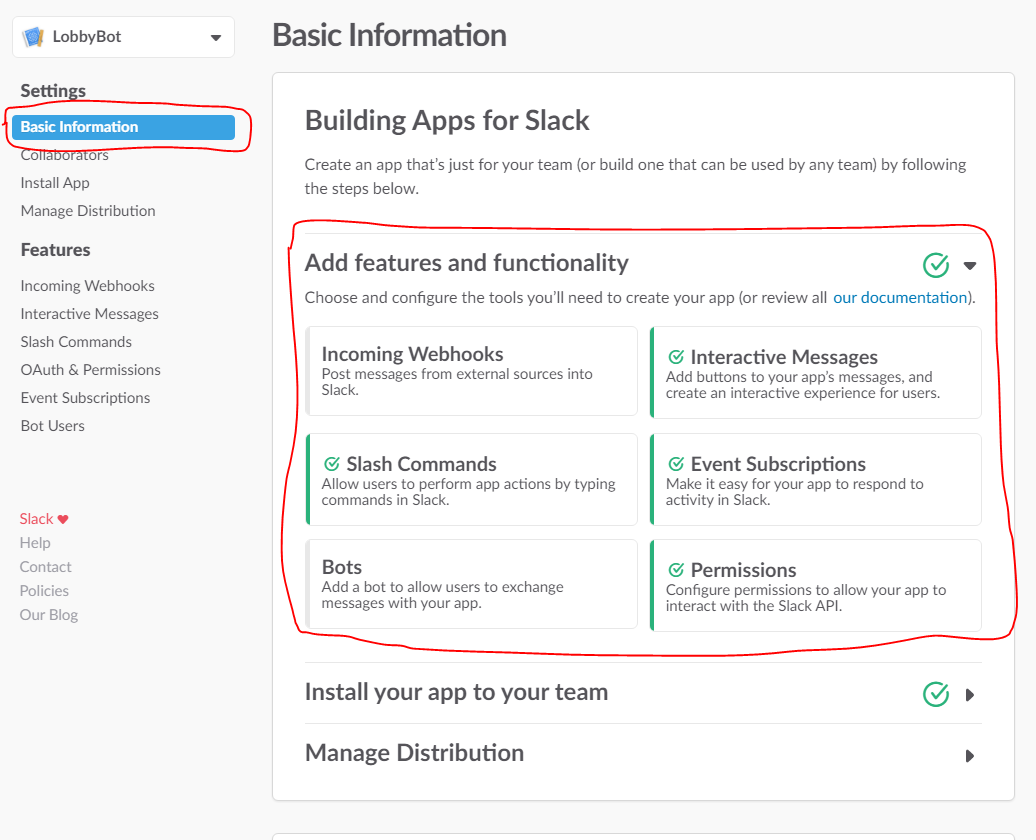 LobbyBot
Settings
Basic Information
Collaborators
Install App
Manage Distribution
Features
Incoming Webhooks
Interactive Messages
Slash Commands
OAuth & Permissions
Event Subscriptions
Bot Users
Slack ♥
Help
Contact
Policies
Our Blog
Basic Information
Building Apps for Slack
Create an app that's just for your team (or build one that can be used by any team) by following
the steps below.
Add features and functionality
Choose and configure the tools you'll need to create your app (or review all our documentation).
Incoming Webhooks
Post messages from external sources into
Slack.
Interactive Messages
Add buttons to your app's messages, and
create an interactive experience for users.
Slash Commands
Allow users to perform app actions by typing
commands in Slack.
Event Subscriptions
Make it easy for your app to respond to
activity in Slack.
Bots
Add a bot to allow users to exchange
messages with your app.
Permissions
Configure permissions to allow your app to
interact with the Slack API.
Install your app to your team
Manage Distribution